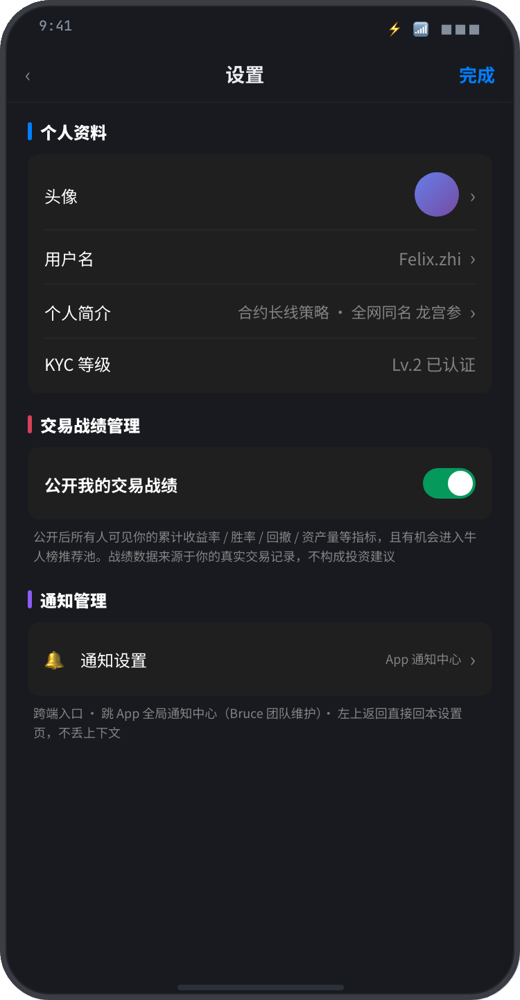 9:41
‹ 设置 完成
个人资料
头像 ›
用户名 Felix.zhi ›
个人简介 合约长线策略 · 全网同名 龙宫参 ›
KYC 等级 Lv.2 已认证
交易战绩管理
公开我的交易战绩
公开后所有人可见你的累计收益率 / 胜率 / 回撤 / 资产量等指标，且有机会进入牛
人榜推荐池。战绩数据来源于你的真实交易记录，不构成投资建议
通知管理
通知设置 App 通知中心 ›
跨端入口 · 跳 App 全局通知中心（Bruce 团队维护）· 左上返回直接回本设置
页，不丢上下文